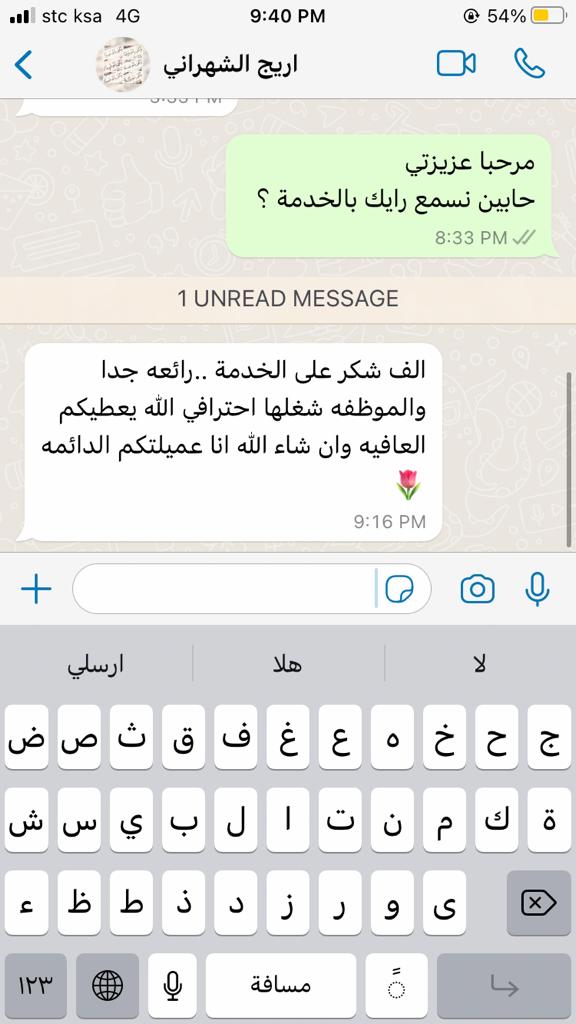 stc ksa 4G 9:40 PM 54%
اريج الشهراني
مرحبا عزيزتي
حابين نسمع رايك بالخدمة ؟
8:33 PM
1 UNREAD MESSAGE
الف شكر على الخدمة ..رائعه جدا
والموظفه شغلها احترافي الله يعطيكم
العافيه وان شاء الله انا عميلتكم الدائمه
🌷
9:16 PM
لا هلا ارسلي
ض ص ث ق ف غ ع ه خ ح ج
ش س ي ب ل ا ت ن م ك ة
ء ظ ط ذ د ز ر و ى
١٢٣ مسافة